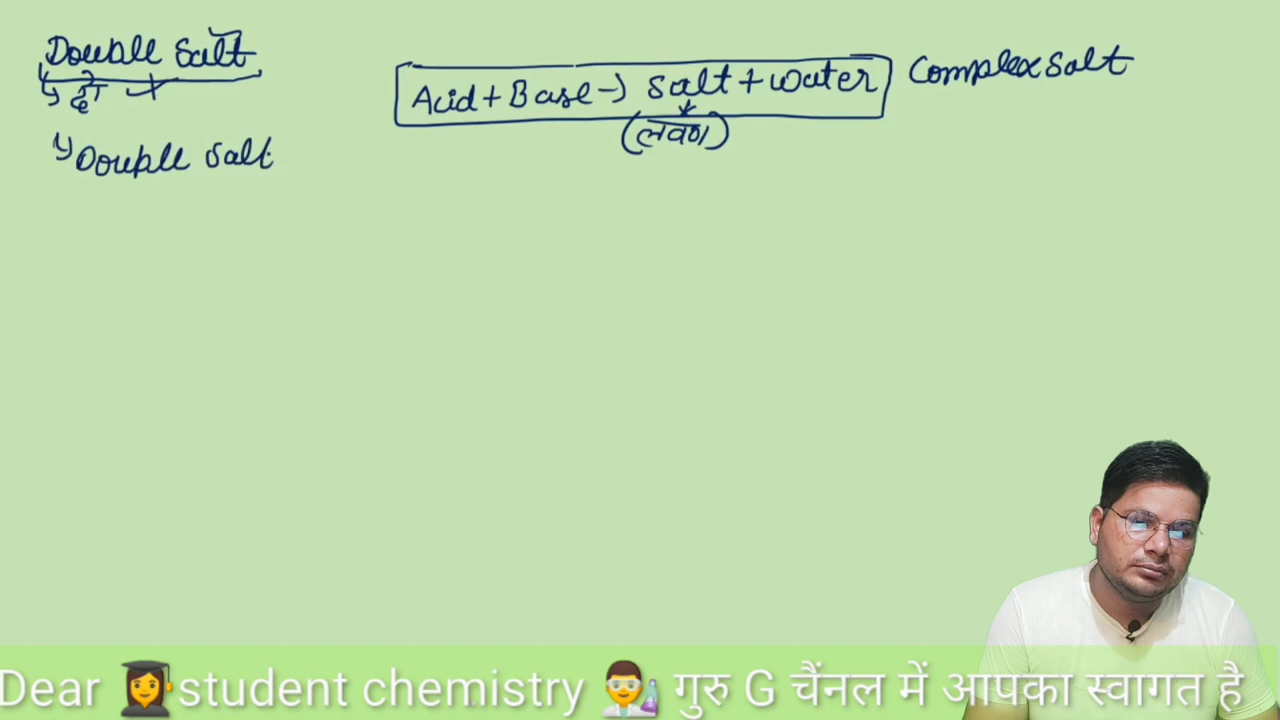 Double Salt
Acid + Base → Salt + Water
Complex Salt
दो
(लवण)
Double Salt
Dear 👩‍🎓student chemistry 👨‍🔬 गुरु G चैंनल में आपका स्वागत है